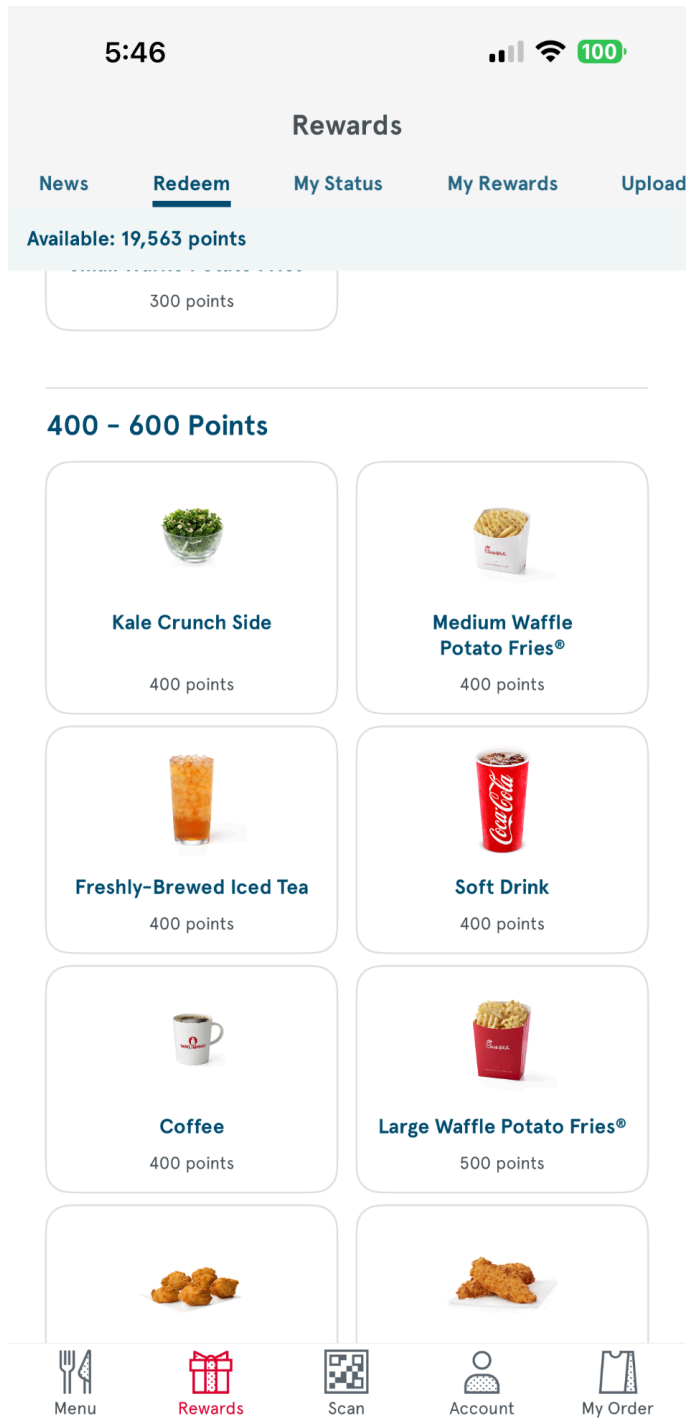 5:46
100
Rewards
News Redeem My Status My Rewards Upload
Available: 19,563 points
300 points
400 - 600 Points
Kale Crunch Side
400 points
Medium Waffle
Potato Fries®
400 points
Freshly-Brewed Iced Tea
400 points
Coca-Cola
Soft Drink
400 points
Coffee
400 points
Large Waffle Potato Fries®
500 points
Menu Rewards Scan Account My Order